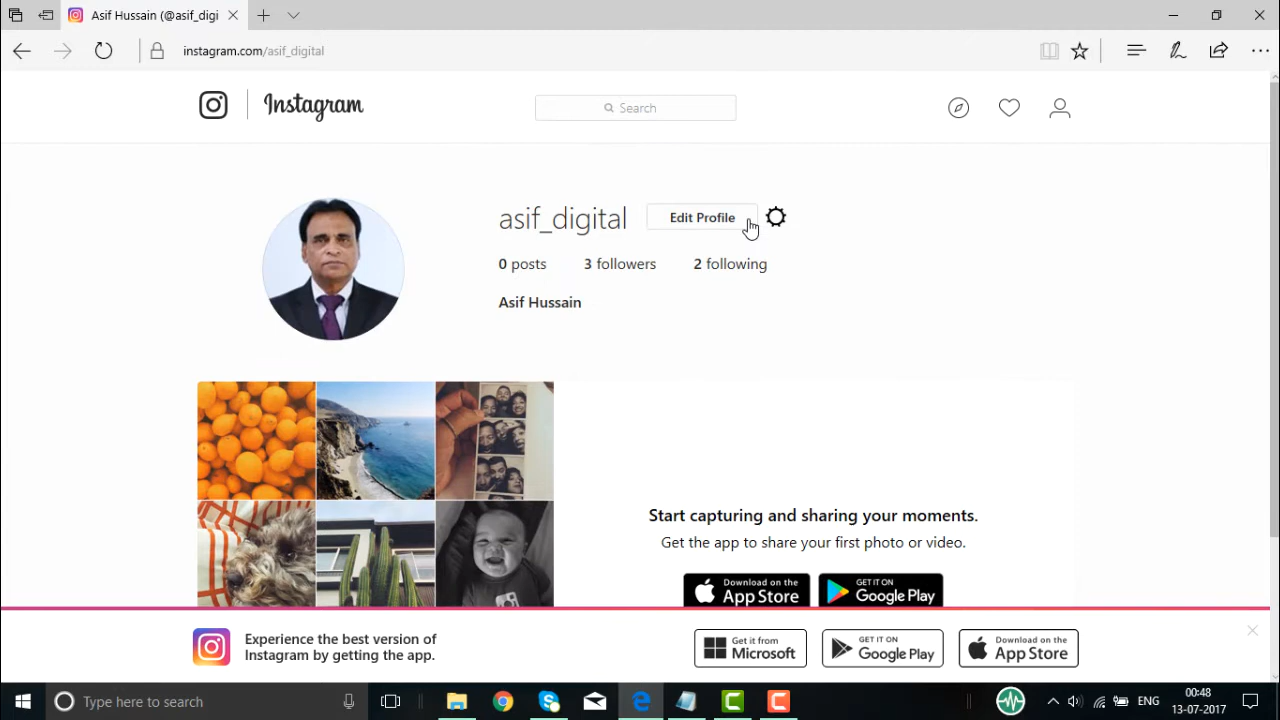 Asif Hussain (@asif_digi
instagram.com/asif_digital
Instagram
Search
asif_digital
Edit Profile
0 posts
3 followers
2 following
Asif Hussain
Start capturing and sharing your moments.
Get the app to share your first photo or video.
Download on the
App Store
GET IT ON
Google Play
Experience the best version of
Instagram by getting the app.
Get it from
Microsoft
GET IT ON
Google Play
Download on the
App Store
Type here to search
ENG
00:48
13-07-2017